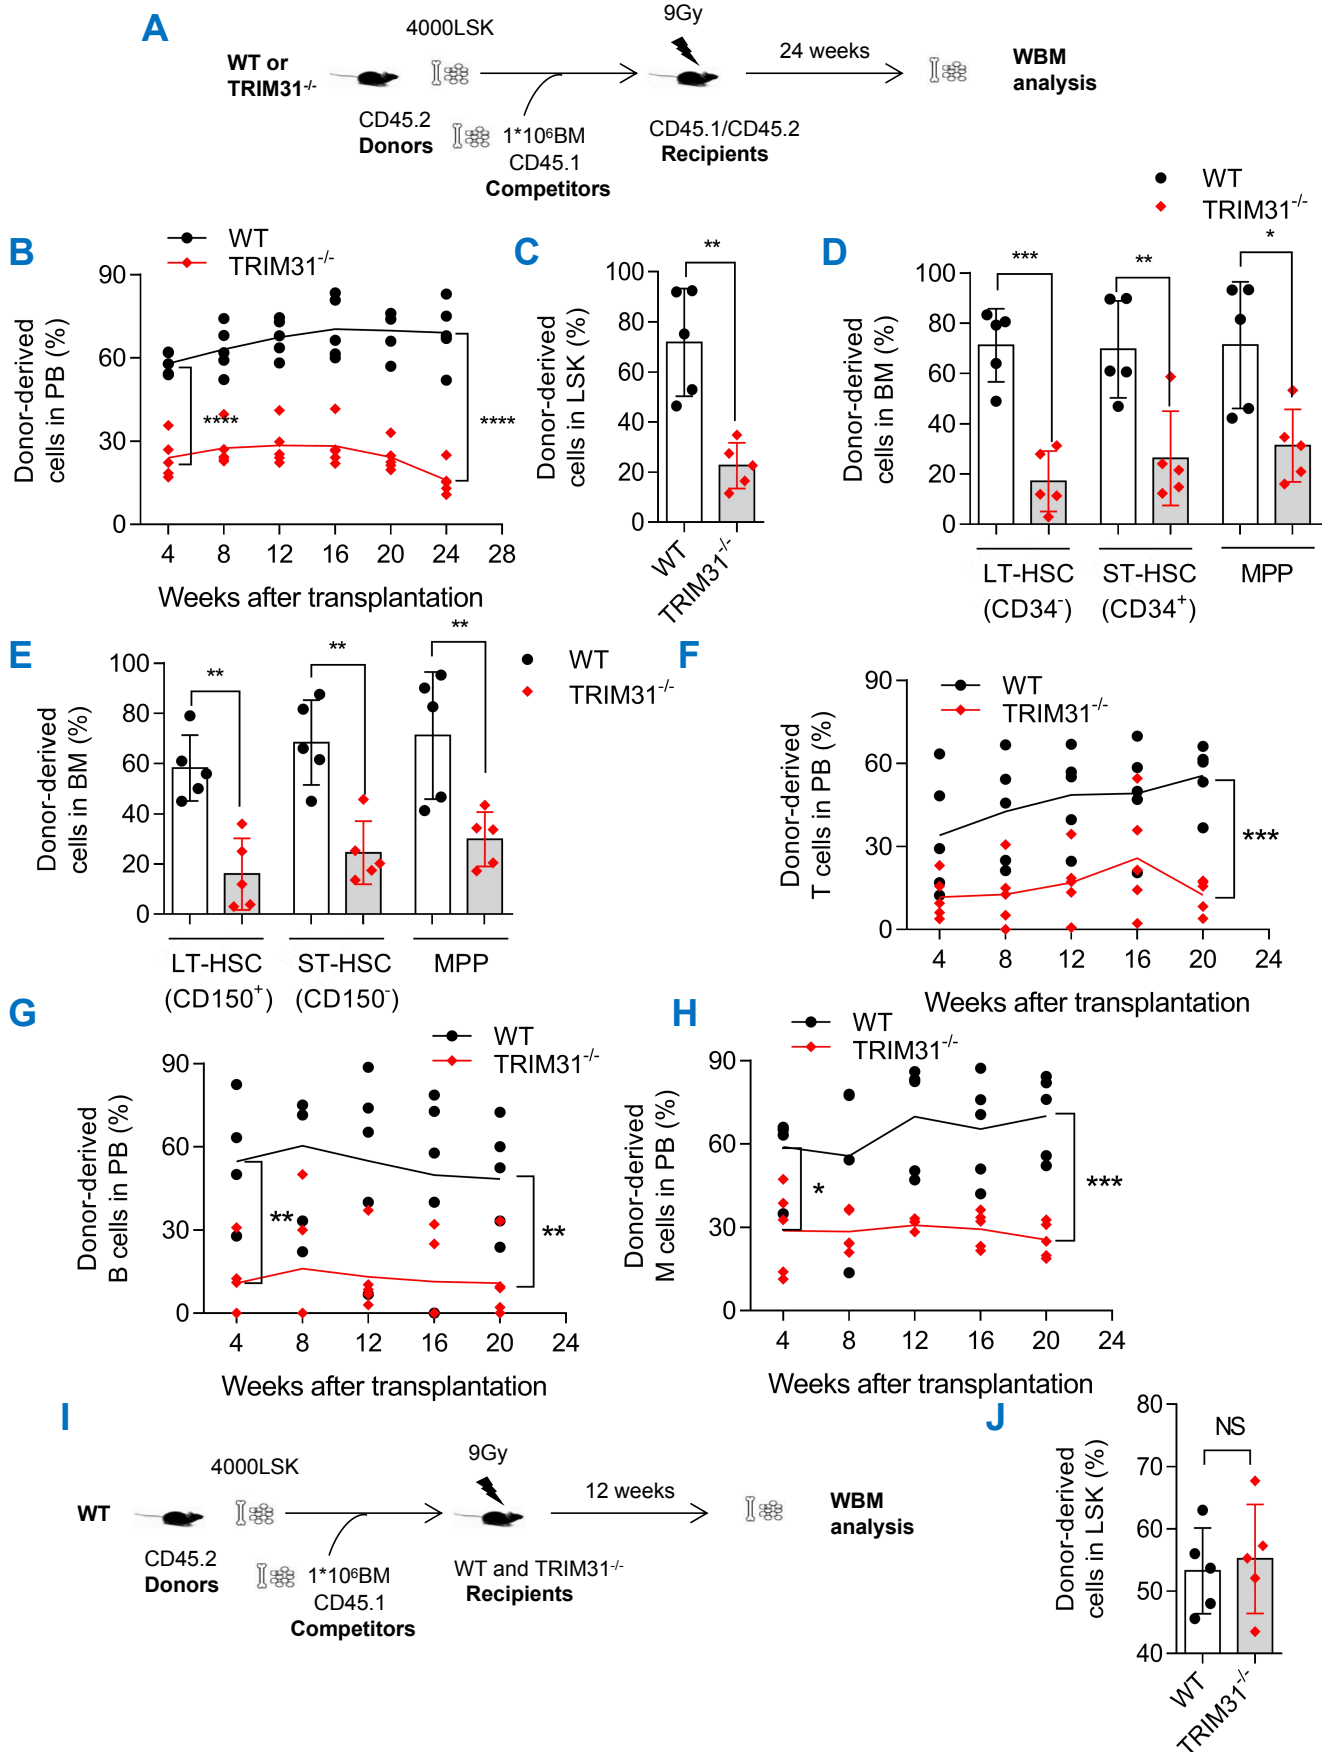 A
4000LSK
9Gy
24 weeks
WT or
TRIM31-/-
WBM
analysis
CD45.2
Donors
1*10⁶BM
CD45.1
Competitors
CD45.1/CD45.2
Recipients
WT
TRIM31-/-
B
WT
TRIM31-/-
Donor-derived
cells in PB (%)
90
60
30
0
****
****
4 8 12 16 20 24 28
Weeks after transplantation
C
**
Donor-derived
cells in LSK (%)
100
80
60
40
20
0
WT
TRIM31-/-
D
***
**
*
Donor-derived
cells in BM (%)
100
80
60
40
20
0
LT-HSC
(CD34-)
ST-HSC
(CD34+)
MPP
E
**
**
**
WT
TRIM31-/-
Donor-derived
cells in BM (%)
100
80
60
40
20
0
LT-HSC
(CD150+)
ST-HSC
(CD150-)
MPP
F
WT
TRIM31-/-
Donor-derived
T cells in PB (%)
90
60
30
0
***
4 8 12 16 20 24
Weeks after transplantation
G
WT
TRIM31-/-
Donor-derived
B cells in PB (%)
90
60
30
0
**
**
4 8 12 16 20 24
Weeks after transplantation
H
WT
TRIM31-/-
Donor-derived
M cells in PB (%)
90
60
30
0
*
***
4 8 12 16 20 24
Weeks after transplantation
I
4000LSK
9Gy
12 weeks
WT
WBM
analysis
CD45.2
Donors
1*10⁶BM
CD45.1
Competitors
WT and TRIM31-/-
Recipients
J
NS
Donor-derived
cells in LSK (%)
80
70
60
50
40
WT
TRIM31-/-